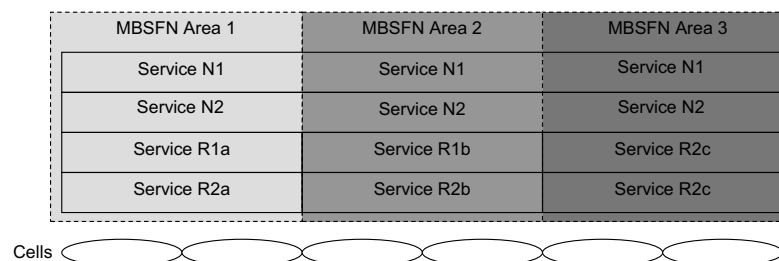 MBSFN Area 1 MBSFN Area 2 MBSFN Area 3
Service N1 Service N1 Service N1
Service N2 Service N2 Service N2
Service R1a Service R1b Service R2c
Service R2a Service R2b Service R2c
Cells